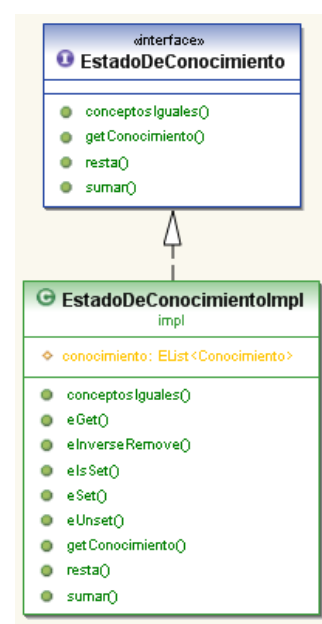 «interface»
I EstadoDeConocimiento
conceptosIguales()
getConocimiento()
resta()
sumar()
G EstadoDeConocimientoImpl
impl
conocimiento: EList<Conocimiento>
conceptosIguales()
eGet()
eInverseRemove()
eIsSet()
eSet()
eUnset()
getConocimiento()
resta()
sumar()